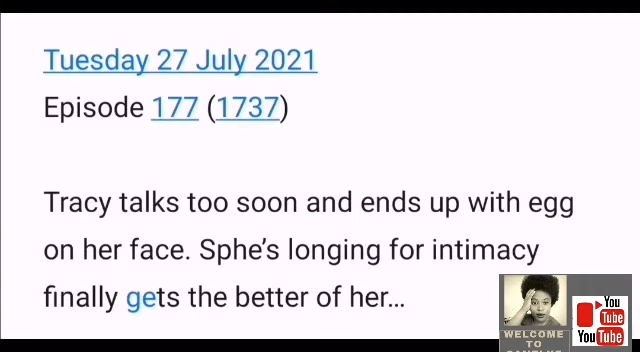 Tuesday 27 July 2021
Episode 177 (1737)
Tracy talks too soon and ends up with egg
on her face. Sphe's longing for intimacy
finally gets the better of her...
WELCOME
TO
You
Tube
YouTube